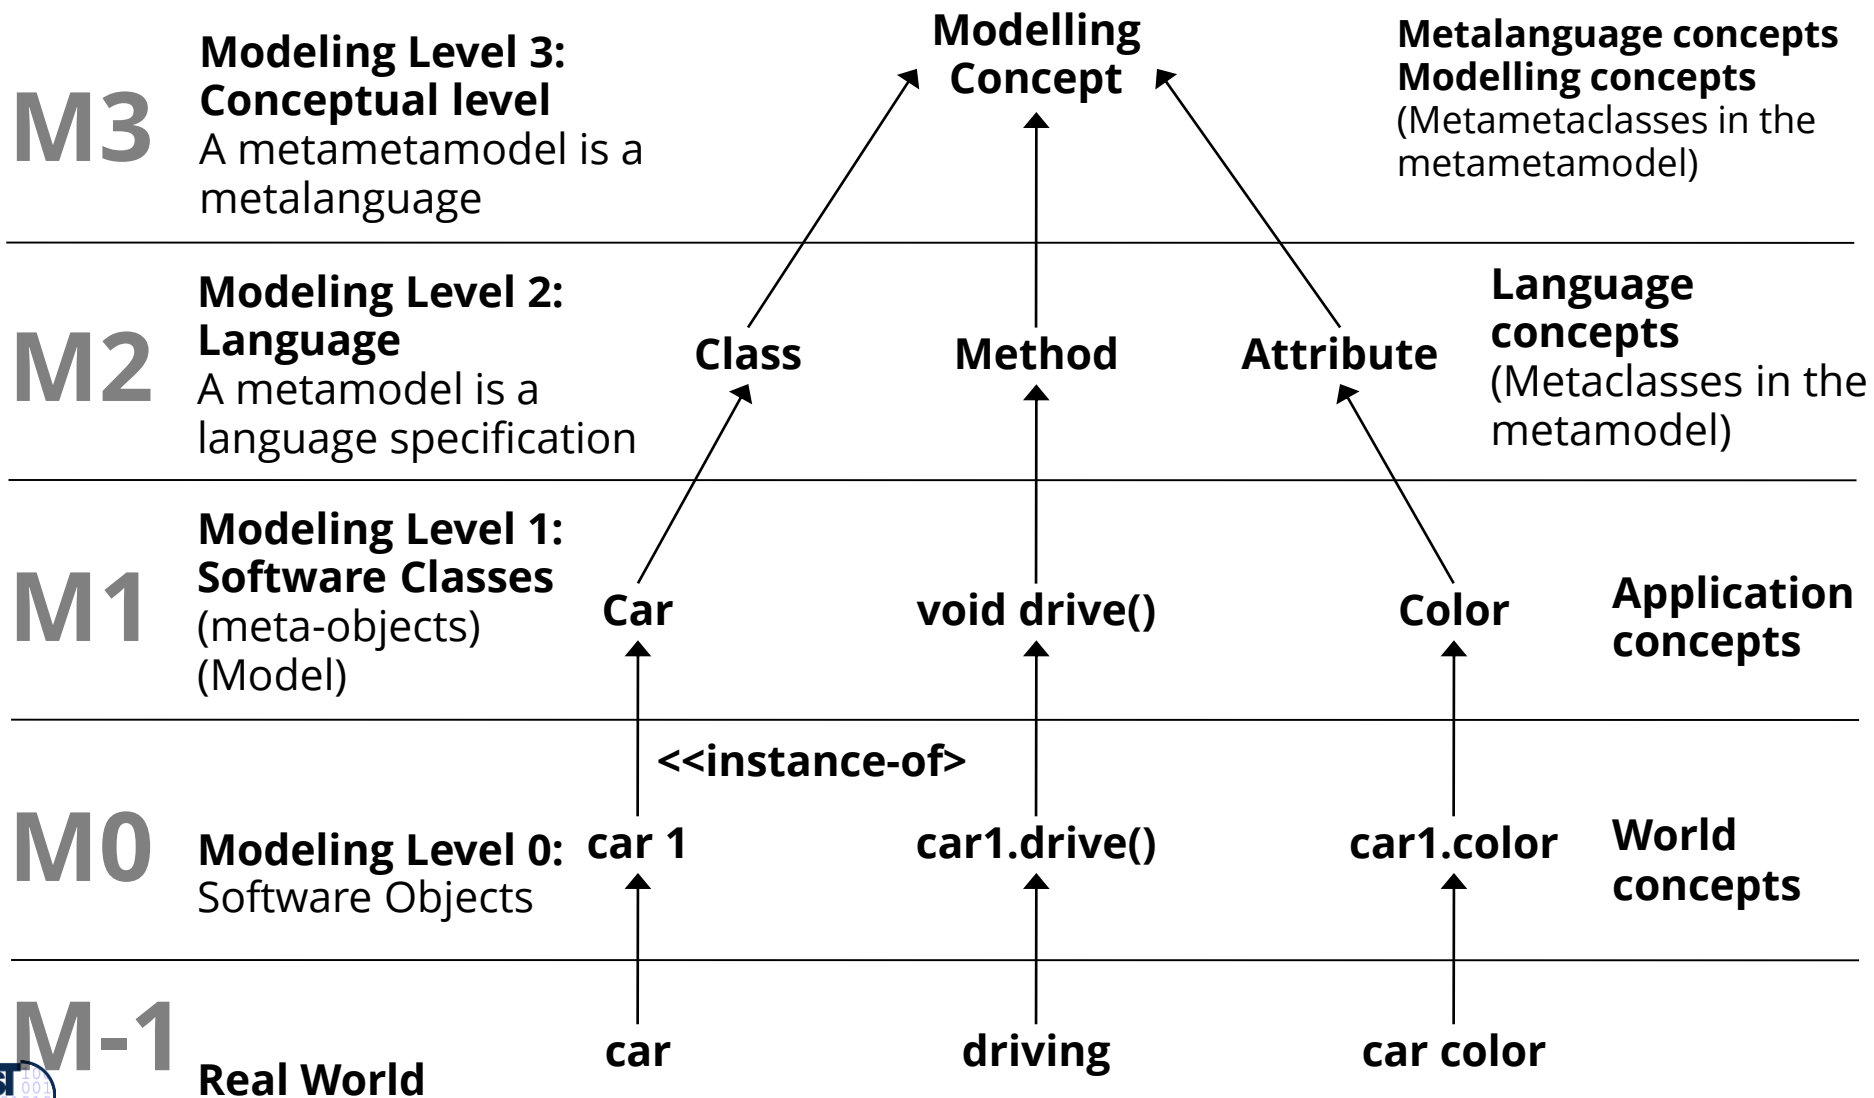 M3
Modeling Level 3:
Conceptual level
A metametamodel is a
metalanguage
Modelling
Concept
Metalanguage concepts
Modelling concepts
(Metametaclasses in the
metametamodel)
M2
Modeling Level 2:
Language
A metamodel is a
language specification
Class
Method
Attribute
Language
concepts
(Metaclasses in the
metamodel)
M1
Modeling Level 1:
Software Classes
(meta-objects)
(Model)
Car
void drive()
Color
Application
concepts
<<instance-of>
M0
Modeling Level 0:
Software Objects
car 1
car1.drive()
car1.color
World
concepts
M-1
Real World
car
driving
car color